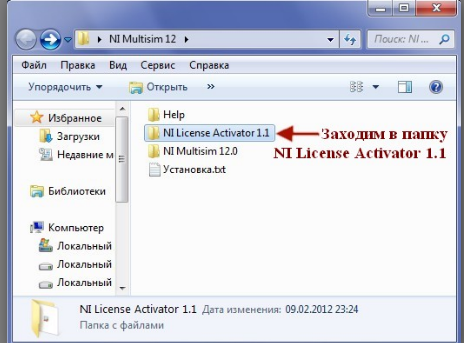 NI Multisim 12
Поиск: NI ...
Файл Правка Вид Сервис Справка
Упорядочить Открыть »
Избранное
Загрузки
Недавние м
Библиотеки
Компьютер
Локальный
Локальный
Локальный
Help
NI License Activator 1.1
NI Multisim 12.0
Установка.txt
Заходим в папку
NI License Activator 1.1
NI License Activator 1.1 Дата изменения: 09.02.2012 23:24
Папка с файлами